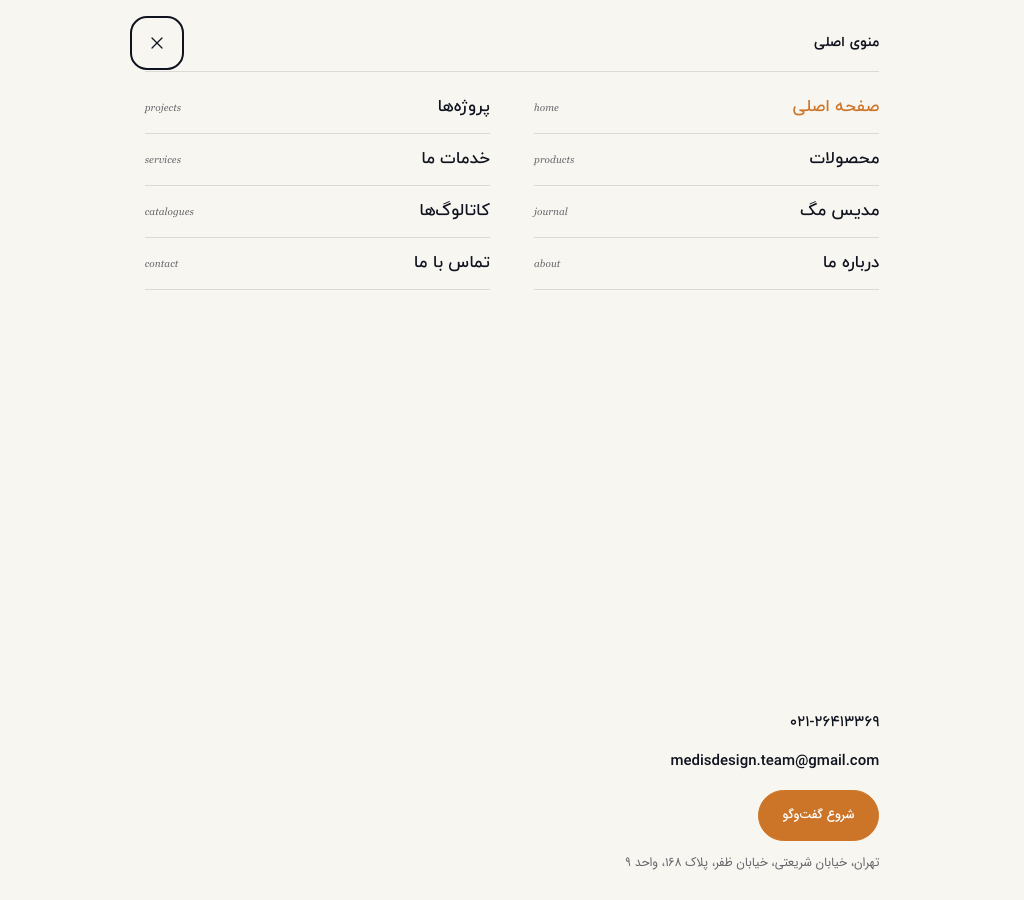 منوی اصلی
صفحه اصلی
home
پروژه‌ها
projects
محصولات
products
خدمات ما
services
مدیس مگ
journal
کاتالوگ‌ها
catalogues
درباره ما
about
تماس با ما
contact
۰۲۱-۲۶۴۱۳۳۶۹
medisdesign.team@gmail.com
شروع گفت‌وگو
تهران، خیابان شریعتی، خیابان ظفر، پلاک ۱۶۸، واحد ۹